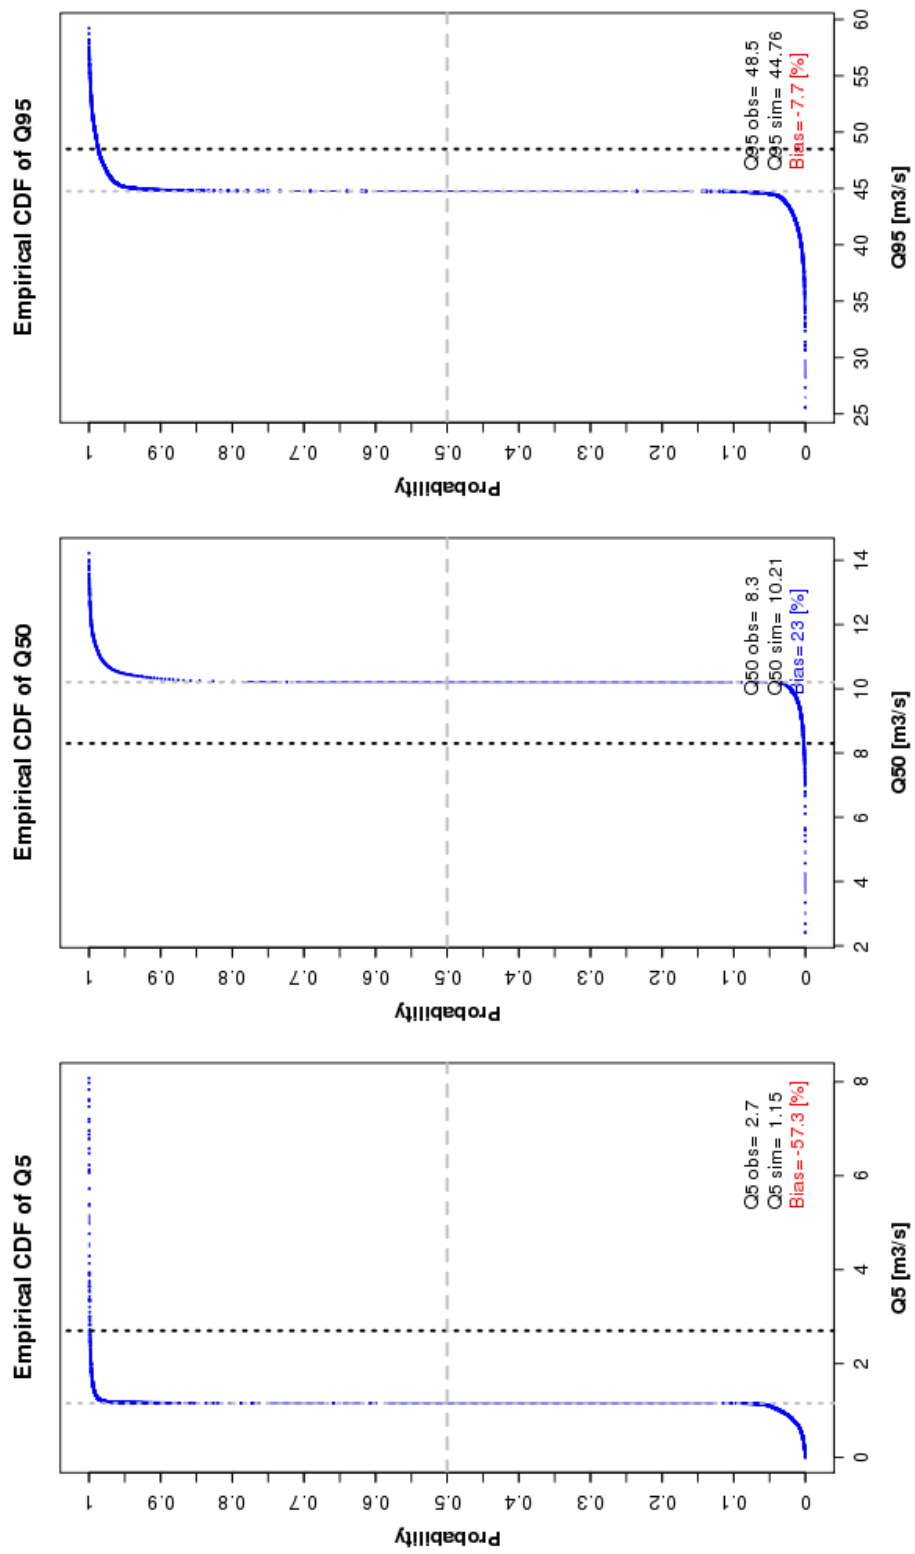 Empirical CDF of Q5
Probability
1
0.9
0.8
0.7
0.6
0.5
0.4
0.3
0.2
0.1
0
Q5 obs= 2.7
Q5 sim= 1.15
Bias= -57.3 [%]
0 2 4 6 8
Q5 [m3/s]
Empirical CDF of Q50
Probability
1
0.9
0.8
0.7
0.6
0.5
0.4
0.3
0.2
0.1
0
Q50 obs= 8.3
Q50 sim= 10.21
Bias= 23 [%]
2 4 6 8 10 12 14
Q50 [m3/s]
Empirical CDF of Q95
Probability
1
0.9
0.8
0.7
0.6
0.5
0.4
0.3
0.2
0.1
0
Q95 obs= 48.5
Q95 sim= 44.76
Bias= -7.7 [%]
25 30 35 40 45 50 55 60
Q95 [m3/s]